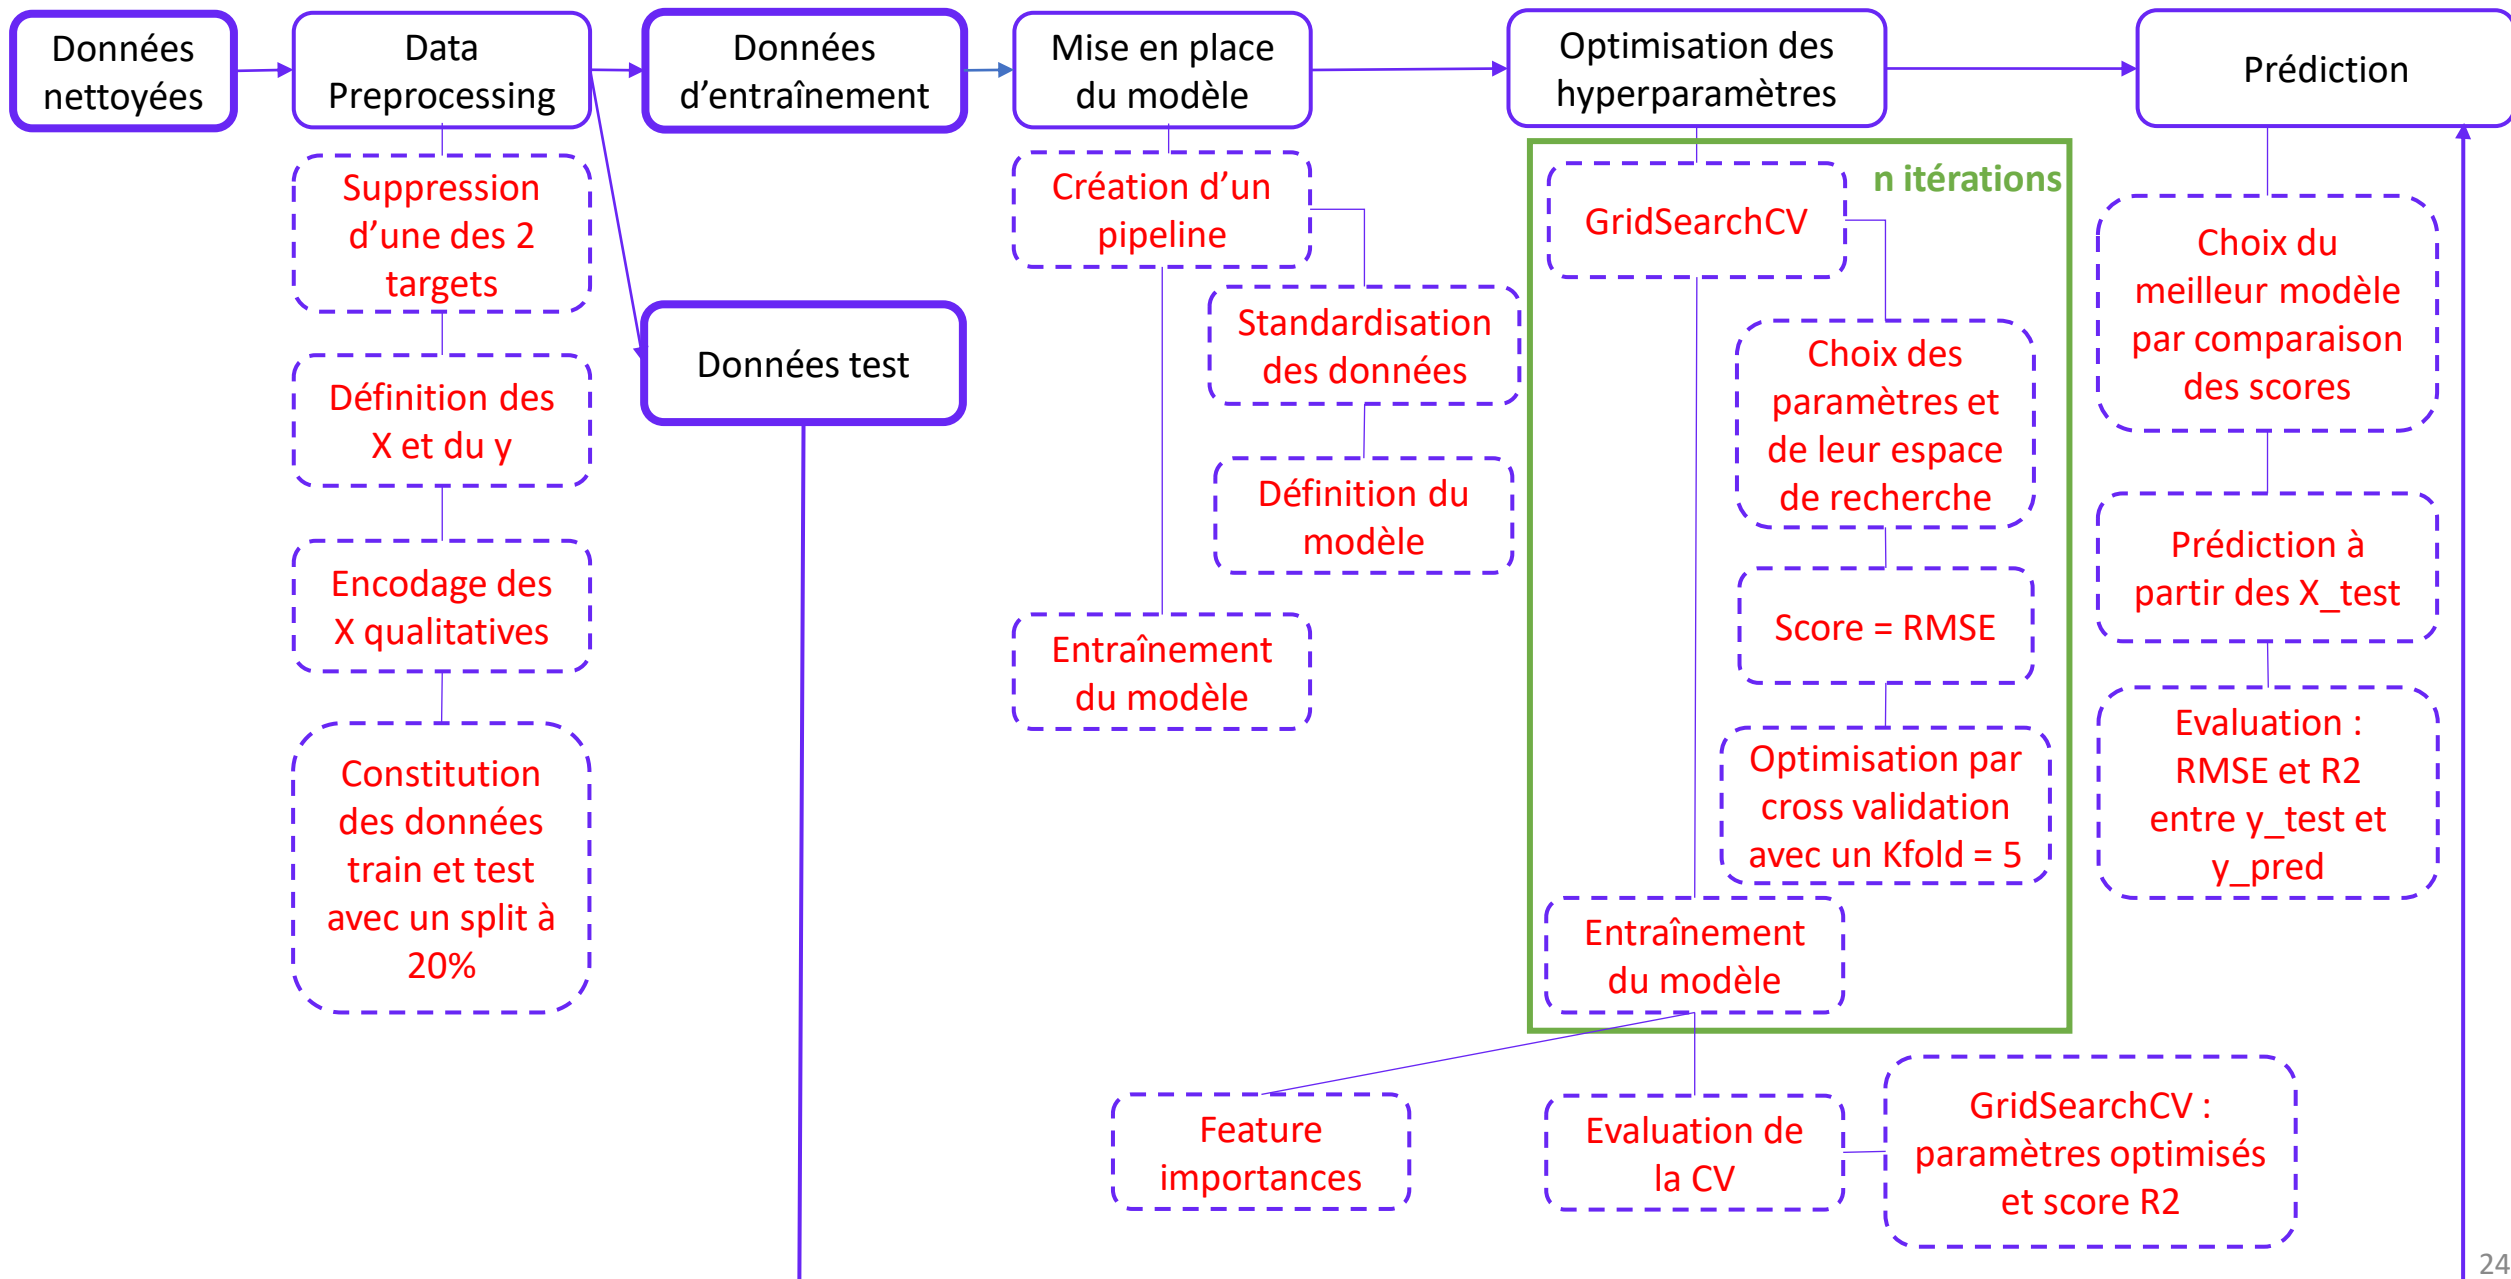 Données
nettoyées
Data
Preprocessing
Suppression
d’une des 2
targets
Définition des
X et du y
Encodage des
X qualitatives
Constitution
des données
train et test
avec un split à
20%
Données
d’entraînement
Données test
Mise en place
du modèle
Création d’un
pipeline
Standardisation
des données
Définition du
modèle
Entraînement
du modèle
Optimisation des
hyperparamètres
n itérations
GridSearchCV
Choix des
paramètres et
de leur espace
de recherche
Score = RMSE
Optimisation par
cross validation
avec un Kfold = 5
Entraînement
du modèle
Feature
importances
Evaluation de
la CV
GridSearchCV :
paramètres optimisés
et score R2
Prédiction
Choix du
meilleur modèle
par comparaison
des scores
Prédiction à
partir des X_test
Evaluation :
RMSE et R2
entre y_test et
y_pred
24